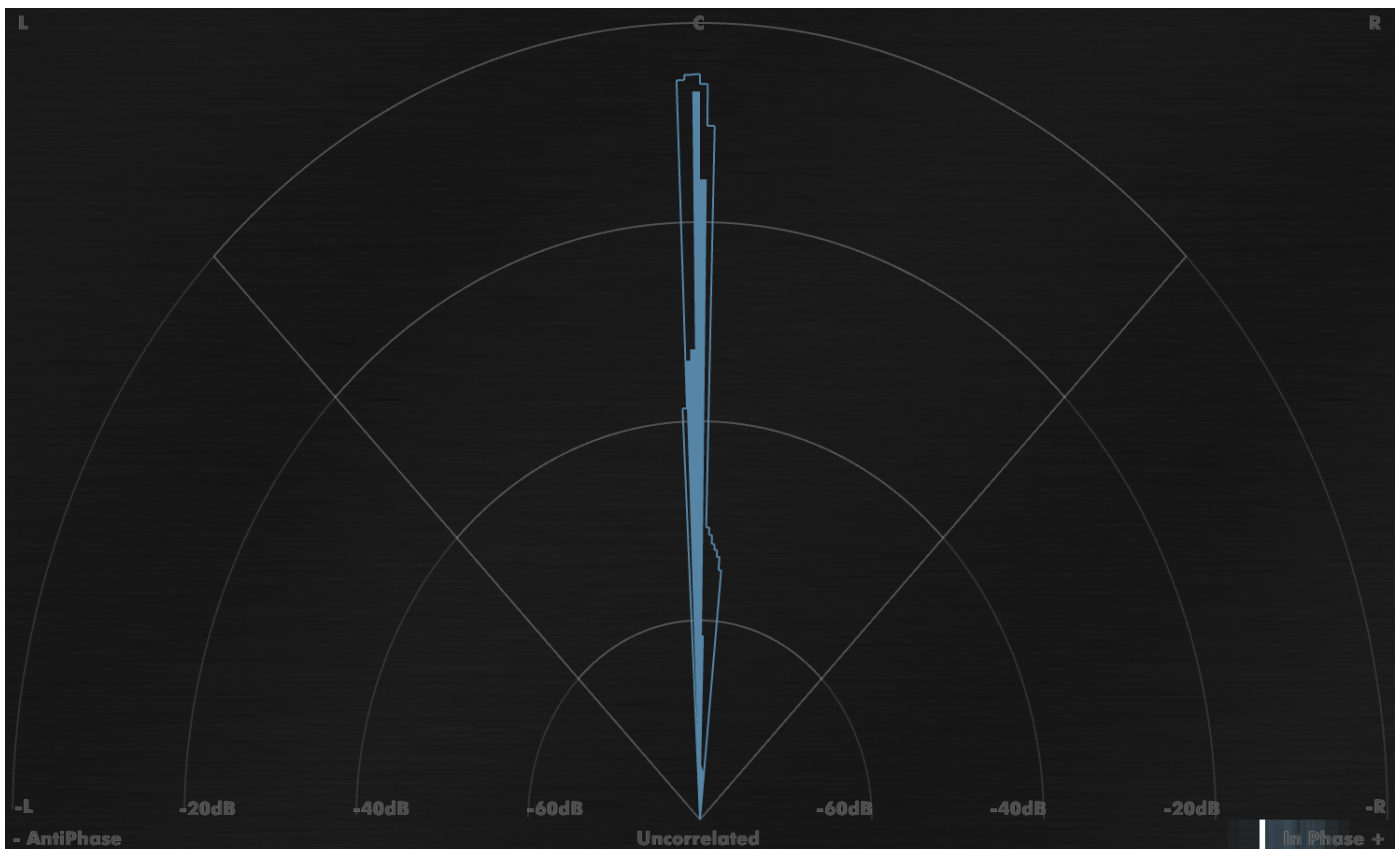 L C R
-L -20dB -40dB -60dB -60dB -40dB -20dB -R
- AntiPhase Uncorrelated In Phase +